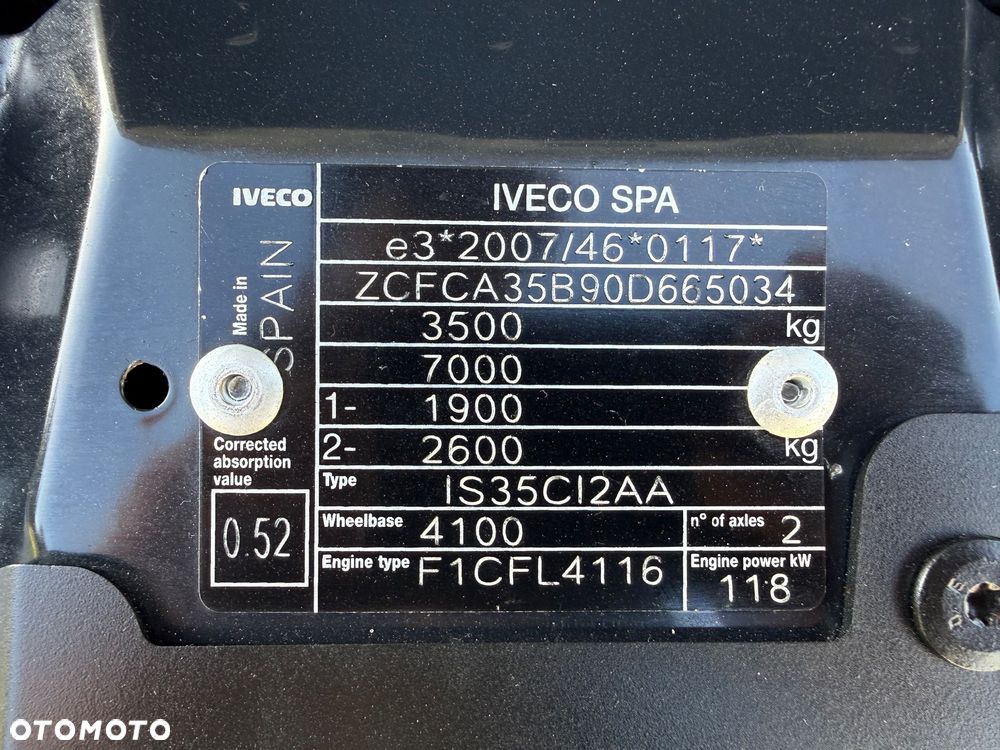 IVECO
IVECO SPA
Made in
SPAIN
e3*2007/46*0117*
ZCFCA35B90D665034
3500 kg
7000
1- 1900
2- 2600 kg
Corrected
absorption
value
0.52
Type IS35CI2AA
Wheelbase 4100 n° of axles 2
Engine type F1CFL4116 Engine power kW
118
OTOMOTO